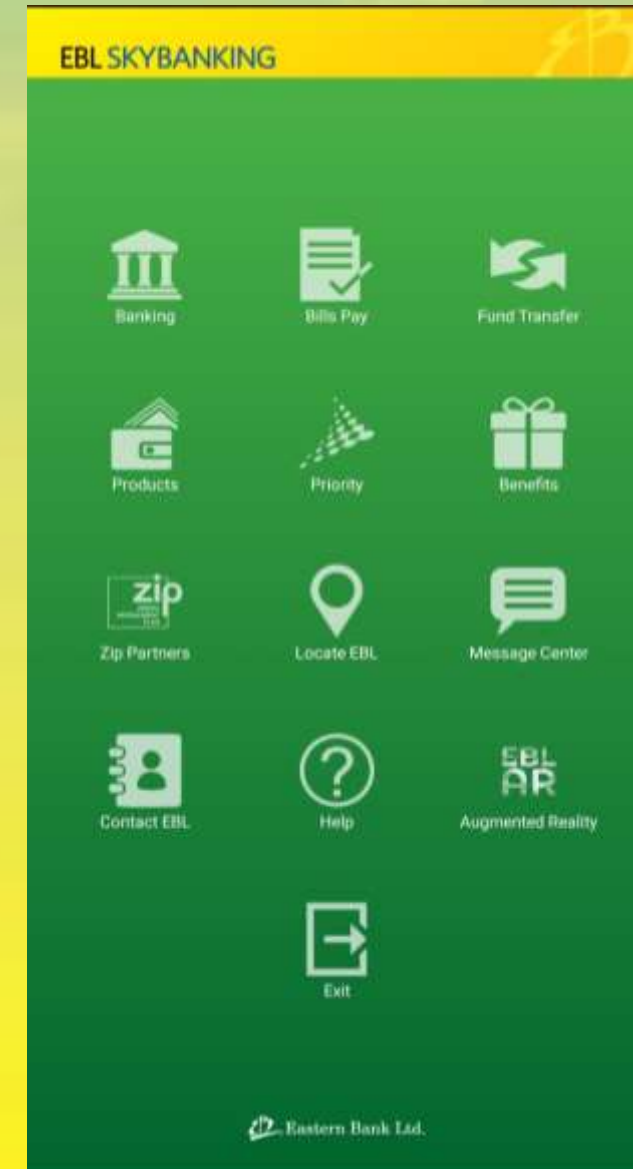 EBL SKYBANKING
Banking
Bills Pay
Fund Transfer
Products
Priority
Benefits
zip
Zip Partners
Locate EBL
Message Center
Contact EBL
?
Help
EBL
AR
Augmented Reality
Exit
Eastern Bank Ltd.